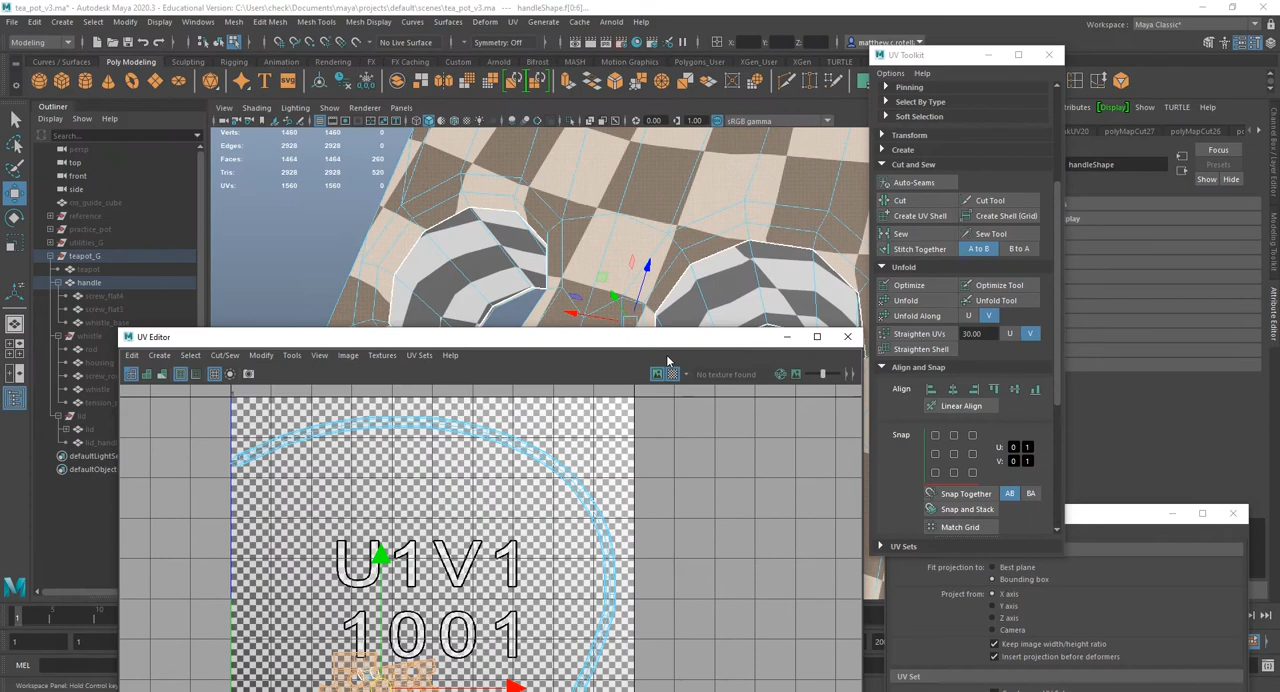 tea_pot_v3.ma* - Autodesk Maya 2020 - Educational Version: C:\Users\check\Documents\maya\projects\default\scenes\tea_pot_v3.ma --- handleShape.f[0:6]...
File Edit Create Select Modify Display Windows Mesh Edit Mesh Mesh Tools Mesh Display Curves Surfaces Deform UV Generate Cache Arnold Help
Workspace : Maya Classic*
Modeling No Live Surface Symmetry: Off
Curves / Surfaces Poly Modeling Sculpting Rigging Animation Rendering FX FX Caching Custom Arnold Bifrost MASH Motion Graphics Polygons_User XGen_User XGen TURTLE
UV Toolkit
Options Help
Outliner
Display Show Help
Search...
View Shading Lighting Show Renderer Panels
0.00 1.00 sRGB gamma
Verts: 1460 1460 0
Edges: 2928 2928 0
Faces: 1464 1464 260
Tris: 2928 2928 520
UVs: 1560 1560 0
persp
top
front
side
cn_guide_cube
reference
practice_pot
utilities_G
teapot_G
teapot
handle
screw_flat4
screw_flat3
whistle_base
whistle
rod
housing
whistle
lid
lid
lid_handl
defaultLightSe
defaultObject
Pinning
Select By Type
Soft Selection
Transform
Create
Cut and Sew
Auto-Seams
Cut Cut Tool
Create UV Shell Create Shell (Grid)
Sew Sew Tool
Stitch Together A to B B to A
Unfold
Optimize Optimize Tool
Unfold Unfold Tool
Unfold Along U V
Straighten UVs 30.00 U V
Straighten Shell
Align and Snap
Align
Linear Align
Snap
U: 0 1
V: 0 1
Snap Together AB BA
Snap and Stack
Match Grid
UV Sets
Display Show TURTLE Help
polyMapCut27 polyMapCut26
handleShape
Focus
Presets
Show Hide
UV Editor
Edit Create Select Cut/Sew Modify Tools View Image Textures UV Sets Help
No texture found
U1V1
1001
Fit projection to: Best plane
Bounding box
Project from: X axis
Y axis
Z axis
Camera
Keep image width/height ratio
Insert projection before deformers
UV Set
5 10
1 1
MEL